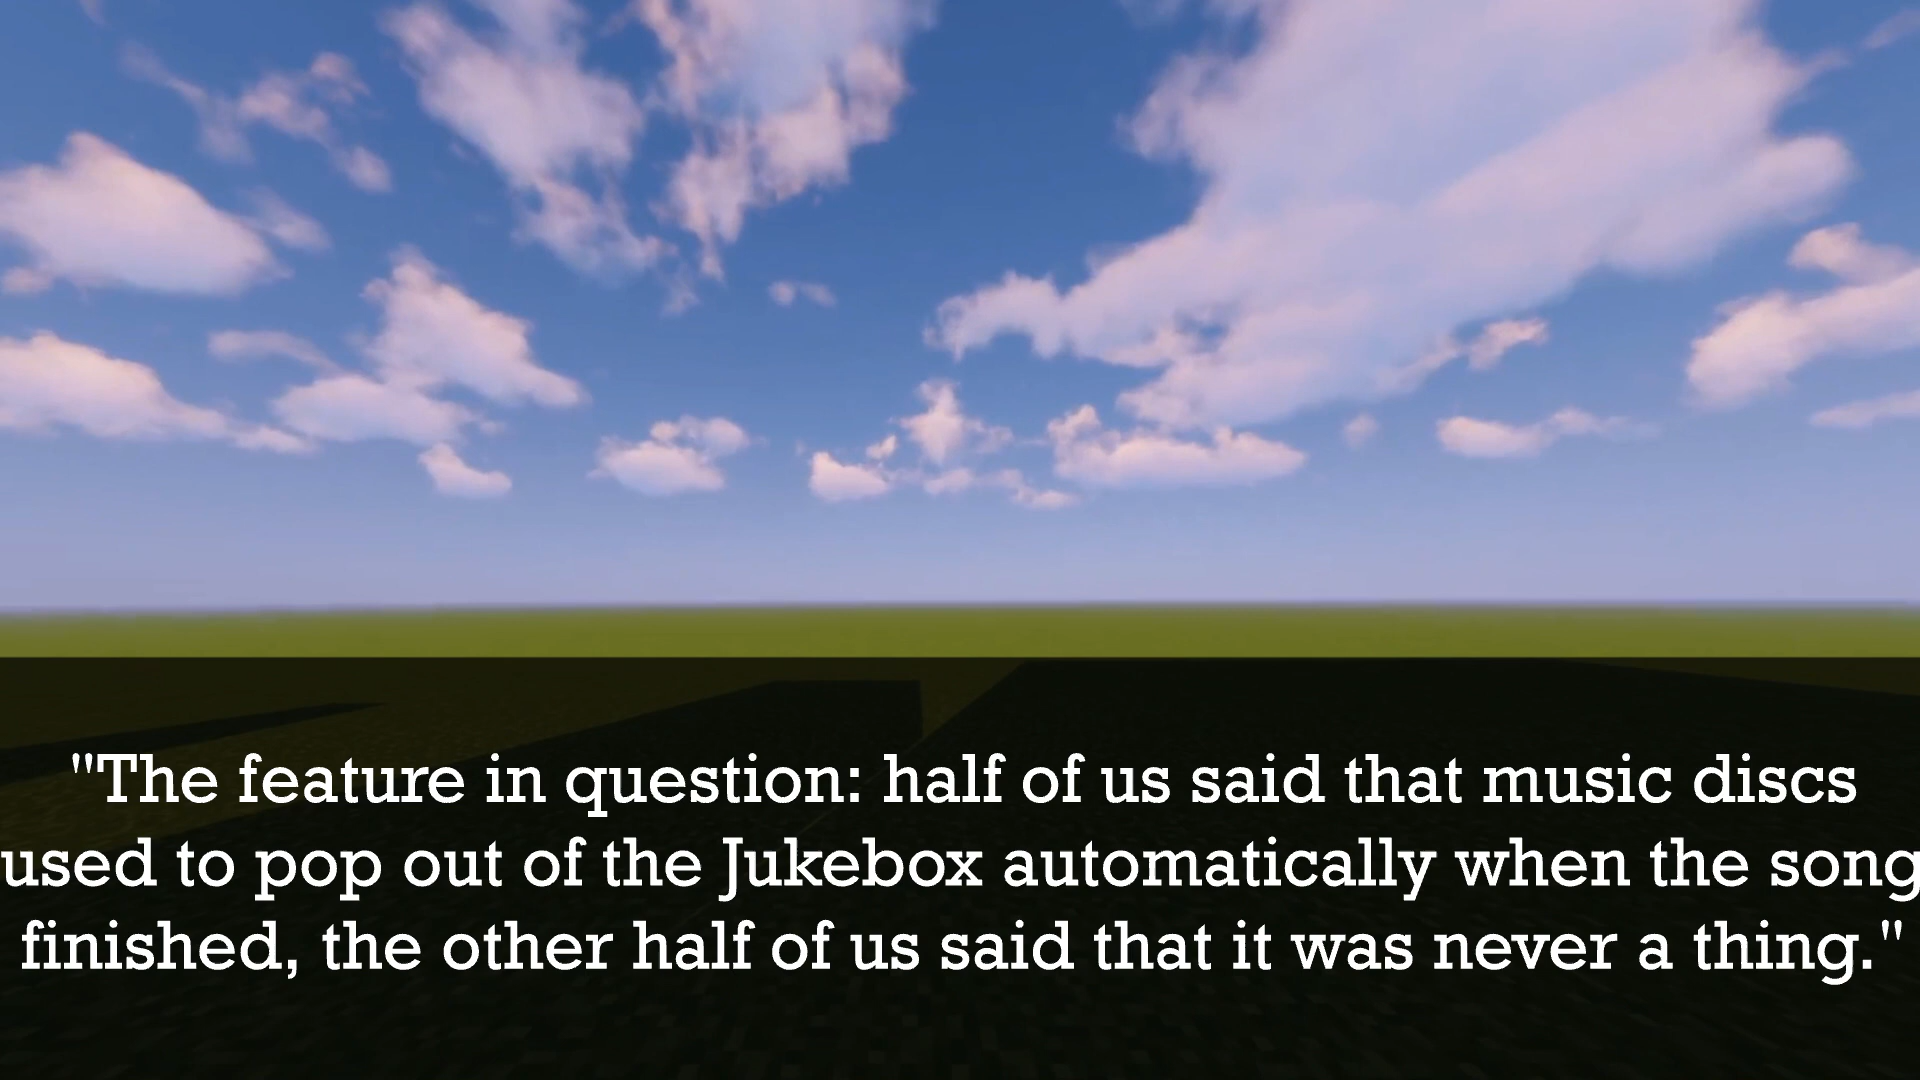 "The feature in question: half of us said that music discs
used to pop out of the Jukebox automatically when the song
finished, the other half of us said that it was never a thing."